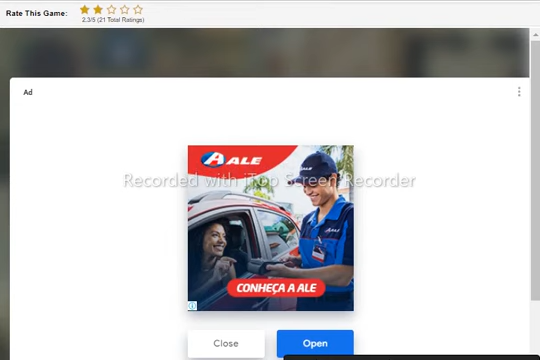 Rate This Game:
2.3/5 (21 Total Ratings)
Ad
ALE
Recorded with iTop Screen Recorder
ALE
CONHEÇA A ALE
Close
Open